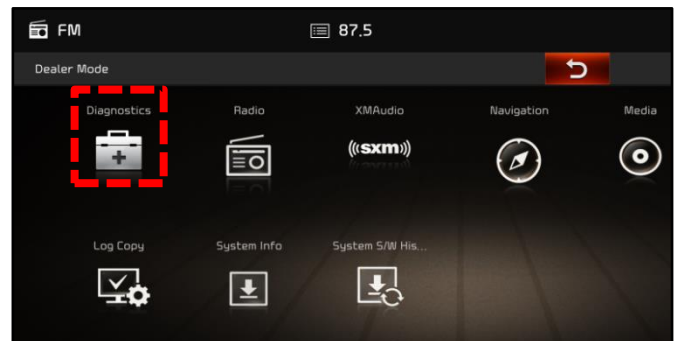 FM 87.5
Dealer Mode
Diagnostics Radio XMAudio Navigation Media
((sxm))
Log Copy System Info System S/W His...